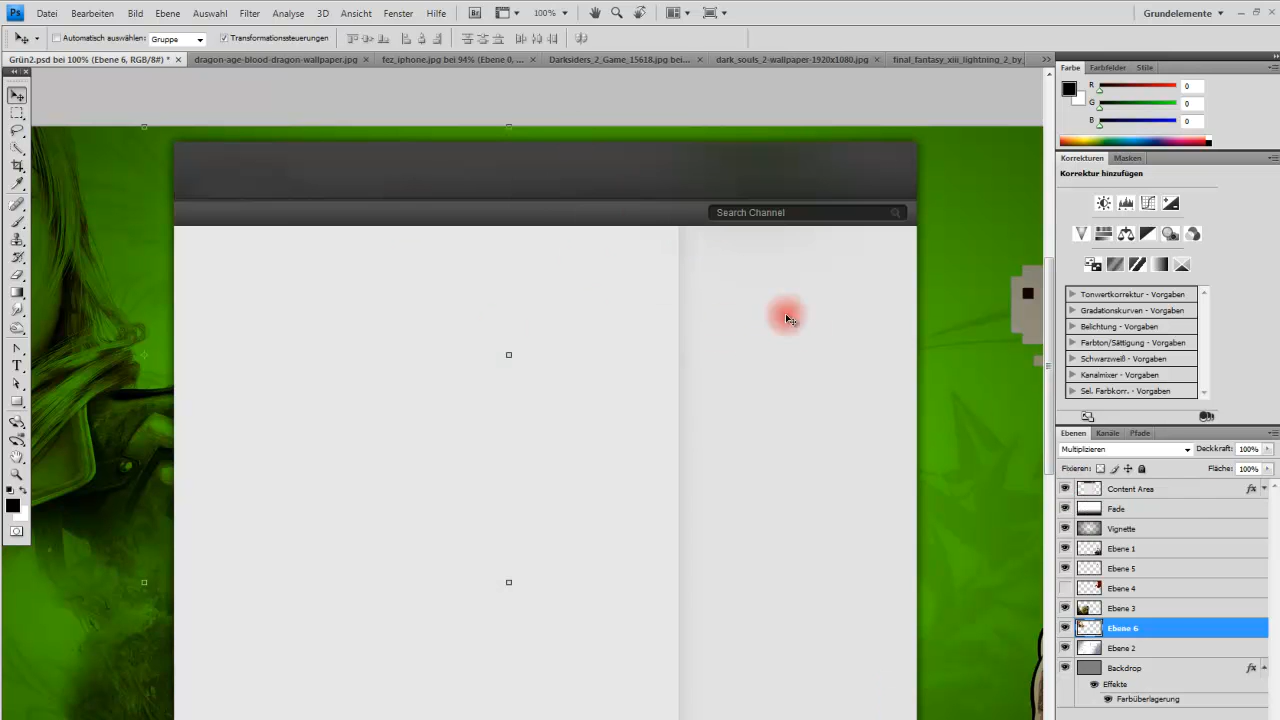 Ps Datei Bearbeiten Bild Ebene Auswahl Filter Analyse 3D Ansicht Fenster Hilfe Br 100% Grundelemente
Automatisch auswählen: Gruppe Transformationssteuerungen
Grün2.psd bei 100% (Ebene 6, RGB/8#) * dragon-age-blood-dragon-wallpaper.jpg fez_iphone.jpg bei 94% (Ebene 0, ... Darksiders_2_Game_15618.jpg bei... dark_souls_2-wallpaper-1920x1080.jpg final_fantasy_xiii_lightning_2_by_
Farbe Farbfelder Stile
R 0
G 0
B 0
Korrekturen Masken
Korrektur hinzufügen
Search Channel
Tonwertkorrektur - Vorgaben
Gradationskurven - Vorgaben
Belichtung - Vorgaben
Farbton/Sättigung - Vorgaben
Schwarzweiß - Vorgaben
Kanalmixer - Vorgaben
Sel. Farbkorr. - Vorgaben
Ebenen Kanäle Pfade
Multiplizieren Deckkraft: 100%
Fixieren: Fläche: 100%
Content Area fx
Fade
Vignette
Ebene 1
Ebene 5
Ebene 4
Ebene 3
Ebene 6
Ebene 2
Backdrop fx
Effekte
Farbüberlagerung